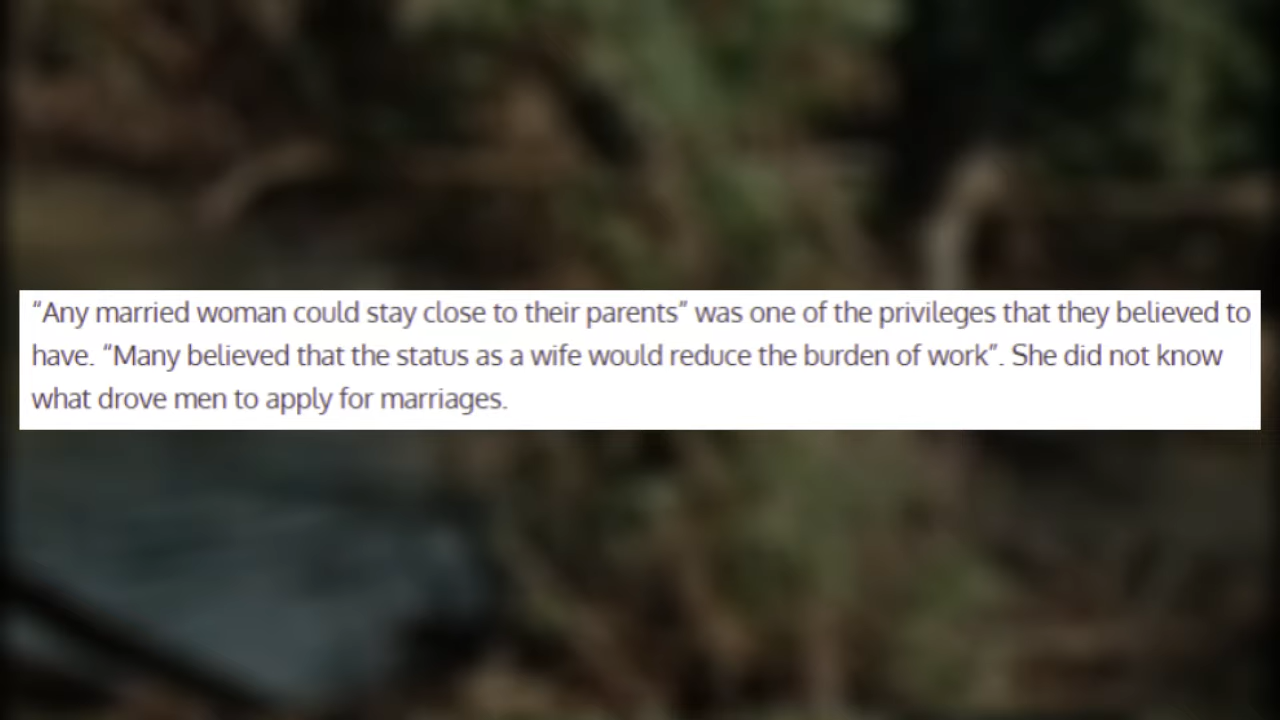 “Any married woman could stay close to their parents” was one of the privileges that they believed to
have. “Many believed that the status as a wife would reduce the burden of work”. She did not know
what drove men to apply for marriages.